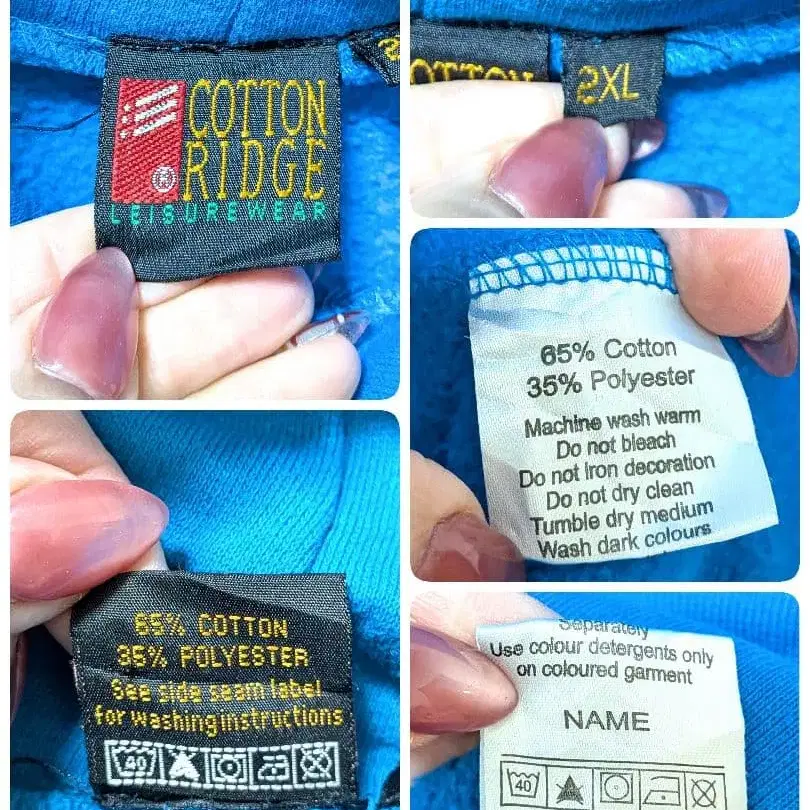 COTTON
RIDGE
®
LEISUREWEAR
2
OTTON
2XL
65% Cotton
35% Polyester
Machine wash warm
Do not bleach
Do not iron decoration
Do not dry clean
Tumble dry medium
Wash dark colours
65% COTTON
35% POLYESTER
See side seam label
for washing instructions
40
Separately
Use colour detergents only
on coloured garment
NAME
40